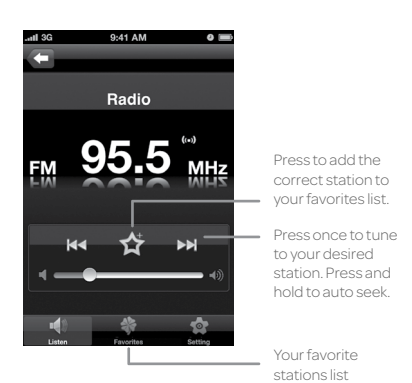 3G 9:41 AM
Radio
FM 95.5 MHz
Press to add the
correct station to
your favorites list.
Press once to tune
to your desired
station. Press and
hold to auto seek.
Listen Favorites Setting
Your favorite
stations list